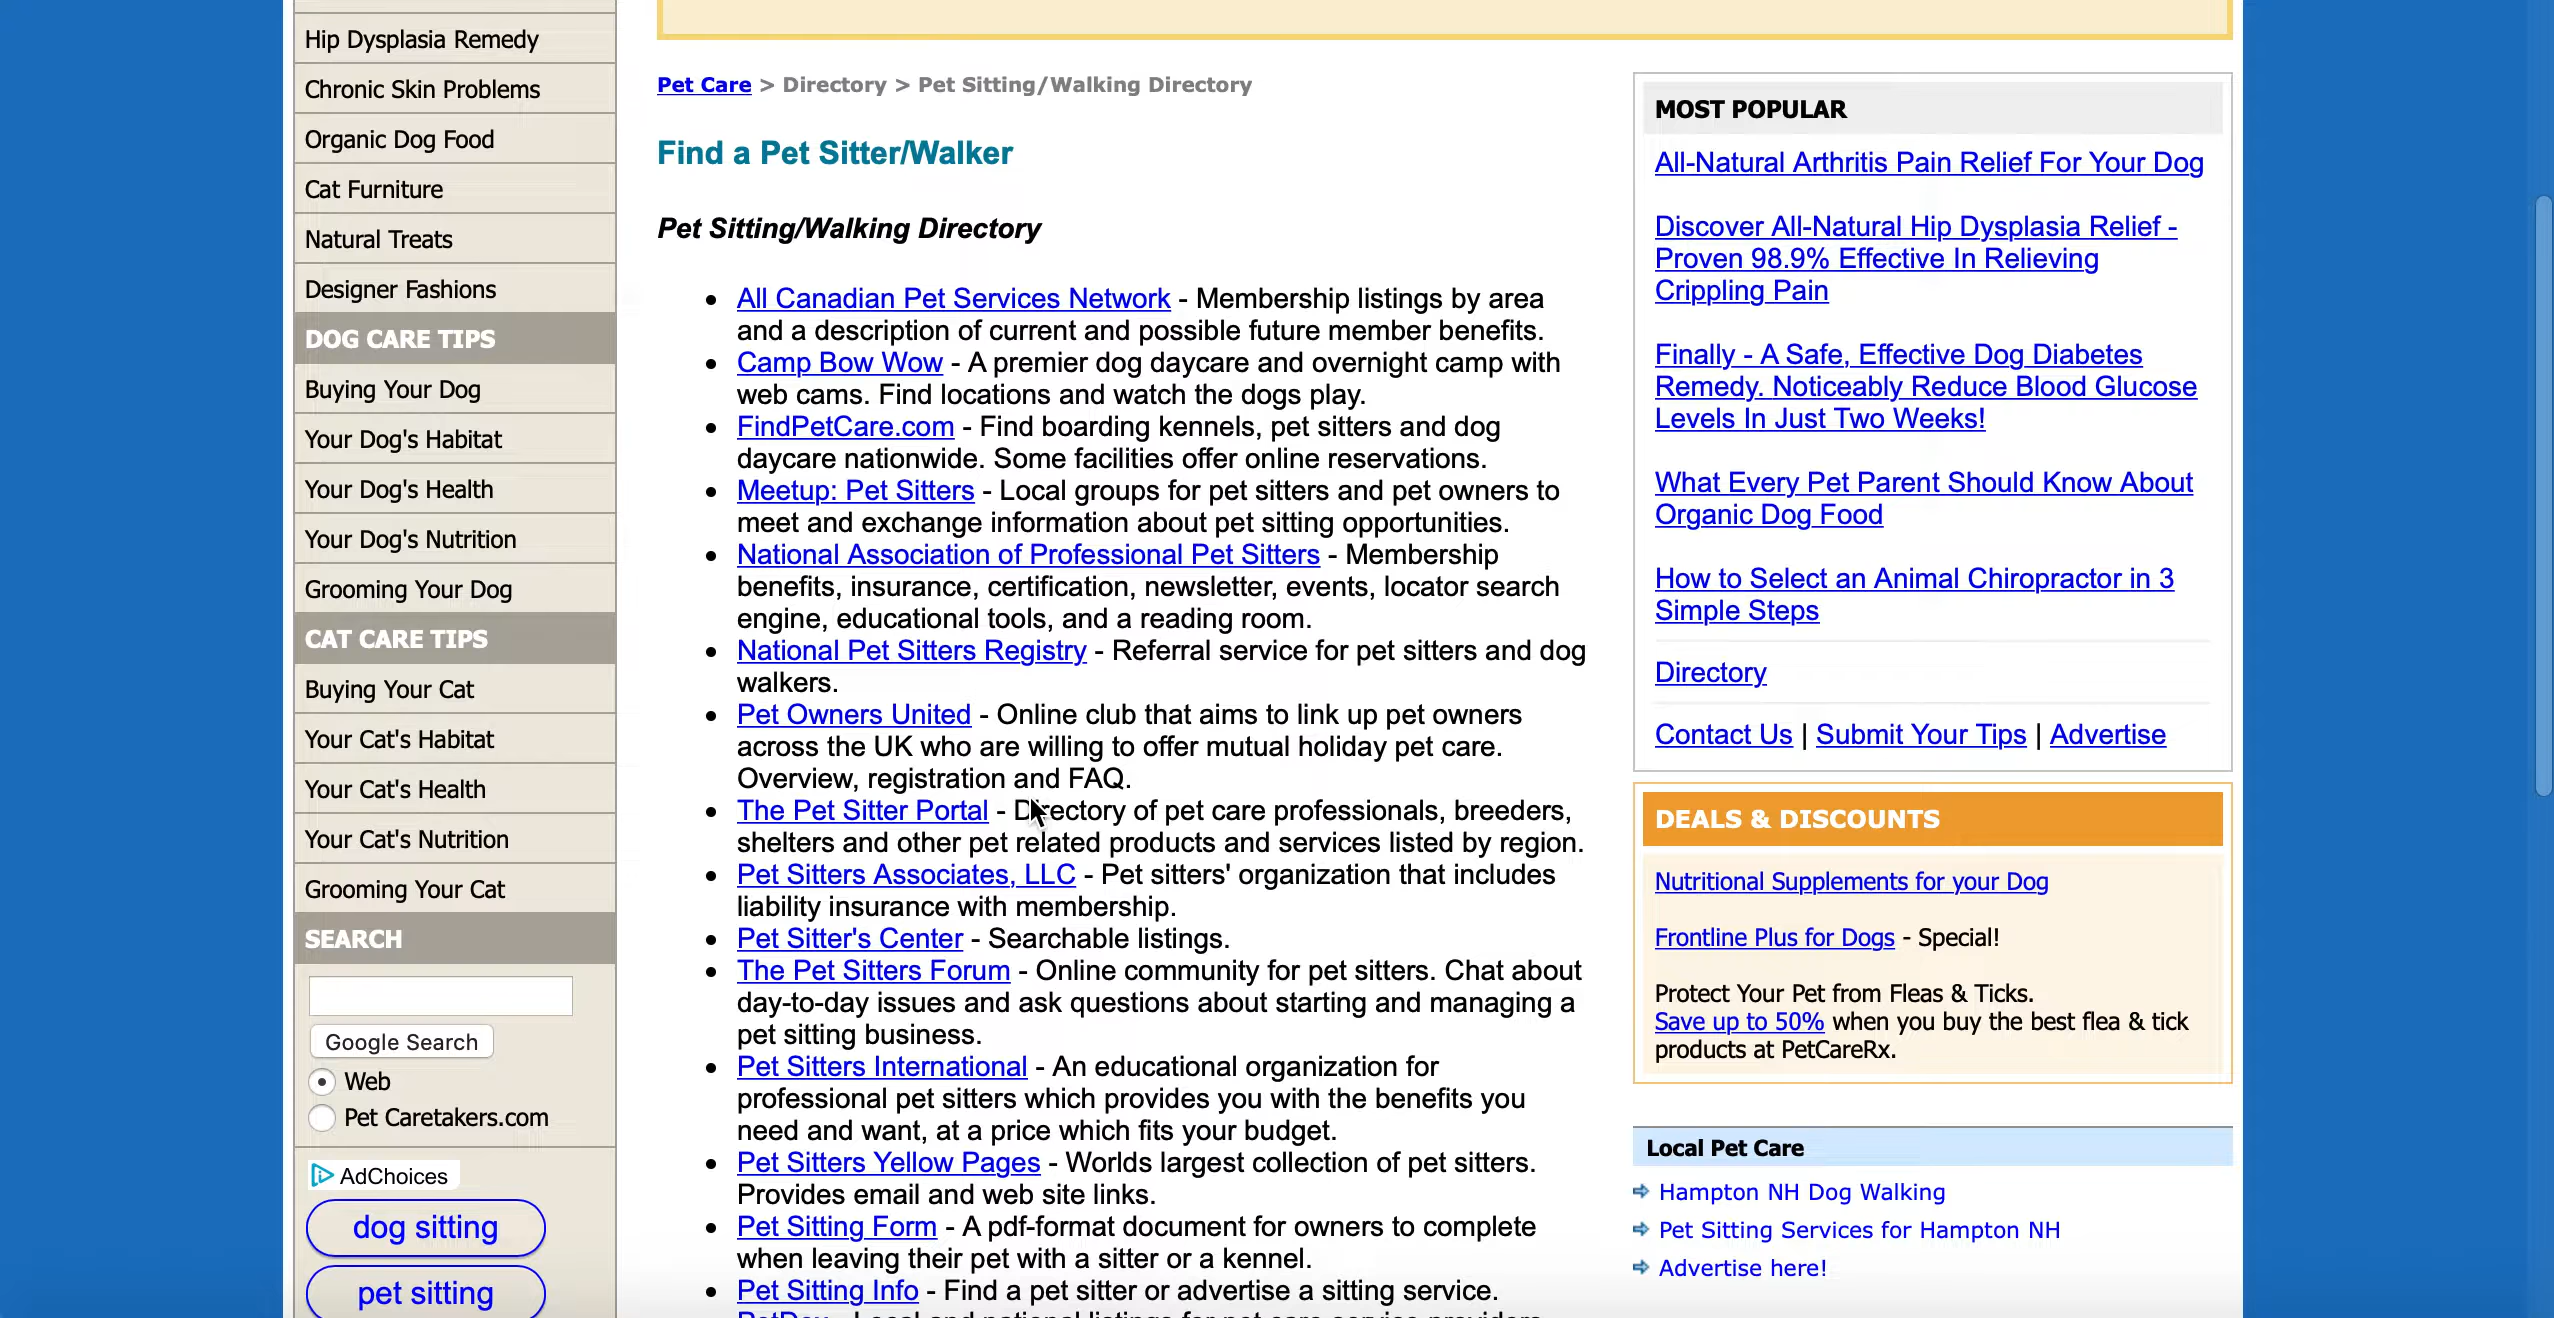 Hip Dysplasia Remedy
Chronic Skin Problems
Organic Dog Food
Cat Furniture
Natural Treats
Designer Fashions
DOG CARE TIPS
Buying Your Dog
Your Dog's Habitat
Your Dog's Health
Your Dog's Nutrition
Grooming Your Dog
CAT CARE TIPS
Buying Your Cat
Your Cat's Habitat
Your Cat's Health
Your Cat's Nutrition
Grooming Your Cat
SEARCH
Google Search
Web
Pet Caretakers.com
AdChoices
dog sitting
pet sitting
Pet Care > Directory > Pet Sitting/Walking Directory
Find a Pet Sitter/Walker
Pet Sitting/Walking Directory
• All Canadian Pet Services Network - Membership listings by area
and a description of current and possible future member benefits.
• Camp Bow Wow - A premier dog daycare and overnight camp with
web cams. Find locations and watch the dogs play.
• FindPetCare.com - Find boarding kennels, pet sitters and dog
daycare nationwide. Some facilities offer online reservations.
• Meetup: Pet Sitters - Local groups for pet sitters and pet owners to
meet and exchange information about pet sitting opportunities.
• National Association of Professional Pet Sitters - Membership
benefits, insurance, certification, newsletter, events, locator search
engine, educational tools, and a reading room.
• National Pet Sitters Registry - Referral service for pet sitters and dog
walkers.
• Pet Owners United - Online club that aims to link up pet owners
across the UK who are willing to offer mutual holiday pet care.
Overview, registration and FAQ.
• The Pet Sitter Portal - Directory of pet care professionals, breeders,
shelters and other pet related products and services listed by region.
• Pet Sitters Associates, LLC - Pet sitters' organization that includes
liability insurance with membership.
• Pet Sitter's Center - Searchable listings.
• The Pet Sitters Forum - Online community for pet sitters. Chat about
day-to-day issues and ask questions about starting and managing a
pet sitting business.
• Pet Sitters International - An educational organization for
professional pet sitters which provides you with the benefits you
need and want, at a price which fits your budget.
• Pet Sitters Yellow Pages - Worlds largest collection of pet sitters.
Provides email and web site links.
• Pet Sitting Form - A pdf-format document for owners to complete
when leaving their pet with a sitter or a kennel.
• Pet Sitting Info - Find a pet sitter or advertise a sitting service.
MOST POPULAR
All-Natural Arthritis Pain Relief For Your Dog
Discover All-Natural Hip Dysplasia Relief -
Proven 98.9% Effective In Relieving
Crippling Pain
Finally - A Safe, Effective Dog Diabetes
Remedy. Noticeably Reduce Blood Glucose
Levels In Just Two Weeks!
What Every Pet Parent Should Know About
Organic Dog Food
How to Select an Animal Chiropractor in 3
Simple Steps
Directory
Contact Us | Submit Your Tips | Advertise
DEALS & DISCOUNTS
Nutritional Supplements for your Dog
Frontline Plus for Dogs - Special!
Protect Your Pet from Fleas & Ticks.
Save up to 50% when you buy the best flea & tick
products at PetCareRx.
Local Pet Care
Hampton NH Dog Walking
Pet Sitting Services for Hampton NH
Advertise here!